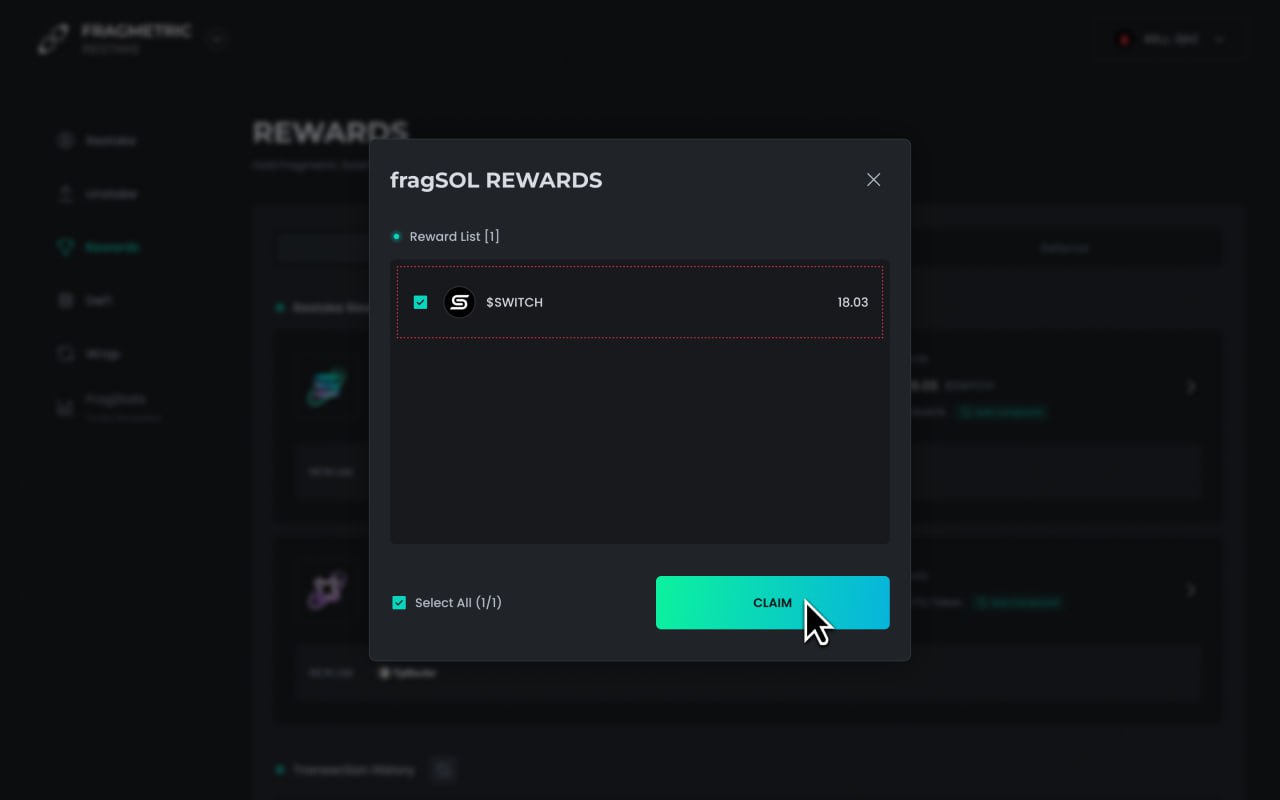 FRAGMETRIC
RESTAKE
Restake
Unstake
Rewards
DeFi
Wrap
FragStats
REWARDS
Referral
fragSOL REWARDS
Reward List [1]
$SWITCH
18.03
Select All (1/1)
CLAIM
Transaction History